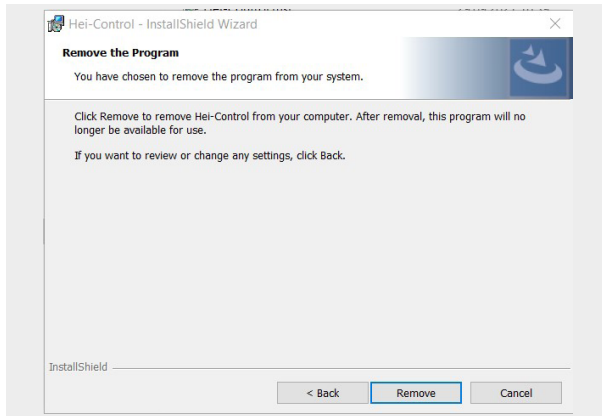 Hei-Control - InstallShield Wizard
Remove the Program
You have chosen to remove the program from your system.
Click Remove to remove Hei-Control from your computer. After removal, this program will no
longer be available for use.
If you want to review or change any settings, click Back.
InstallShield
< Back
Remove
Cancel